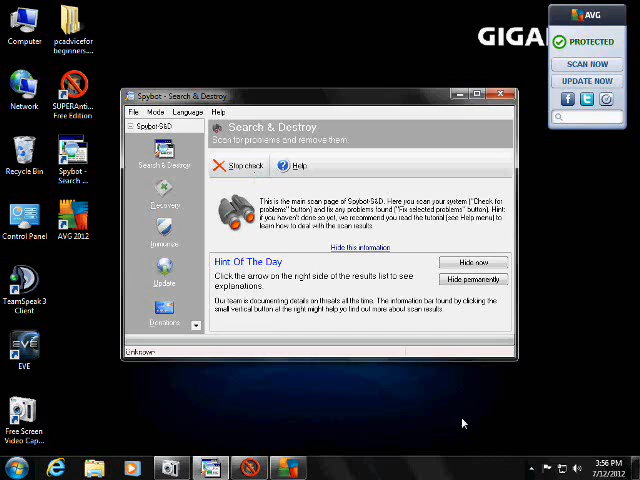 Computer
pcadvicefor
beginners....
Network
SUPERAnti...
Free Edition
Recycle Bin
Spybot -
Search ...
Control Panel
AVG 2012
TeamSpeak 3
Client
EVE
Free Screen
Video Cap...
AVG
PROTECTED
SCAN NOW
UPDATE NOW
Spybot - Search & Destroy
File Mode Language Help
Spybot-S&D
Search & Destroy
Recovery
Immunize
Update
Donations
Search & Destroy
Scan for problems and remove them.
Stop check
Help
This is the main scan page of Spybot-S&D. Here you scan your system ("Check for
problems" button) and fix any problems found ("Fix selected problems" button). Hint:
if you haven't done so yet, we recommend you read the tutorial (see Help menu) to
learn how to deal with the scan results.
Hide this information
Hint Of The Day
Click the arrow on the right side of the results list to see
explanations.
Hide now
Hide permanently
Our team is documenting details on threats all the time. The information bar found by clicking the
small vertical button at the right might help yo find out more about scan results.
Unknown
3:56 PM
7/12/2012